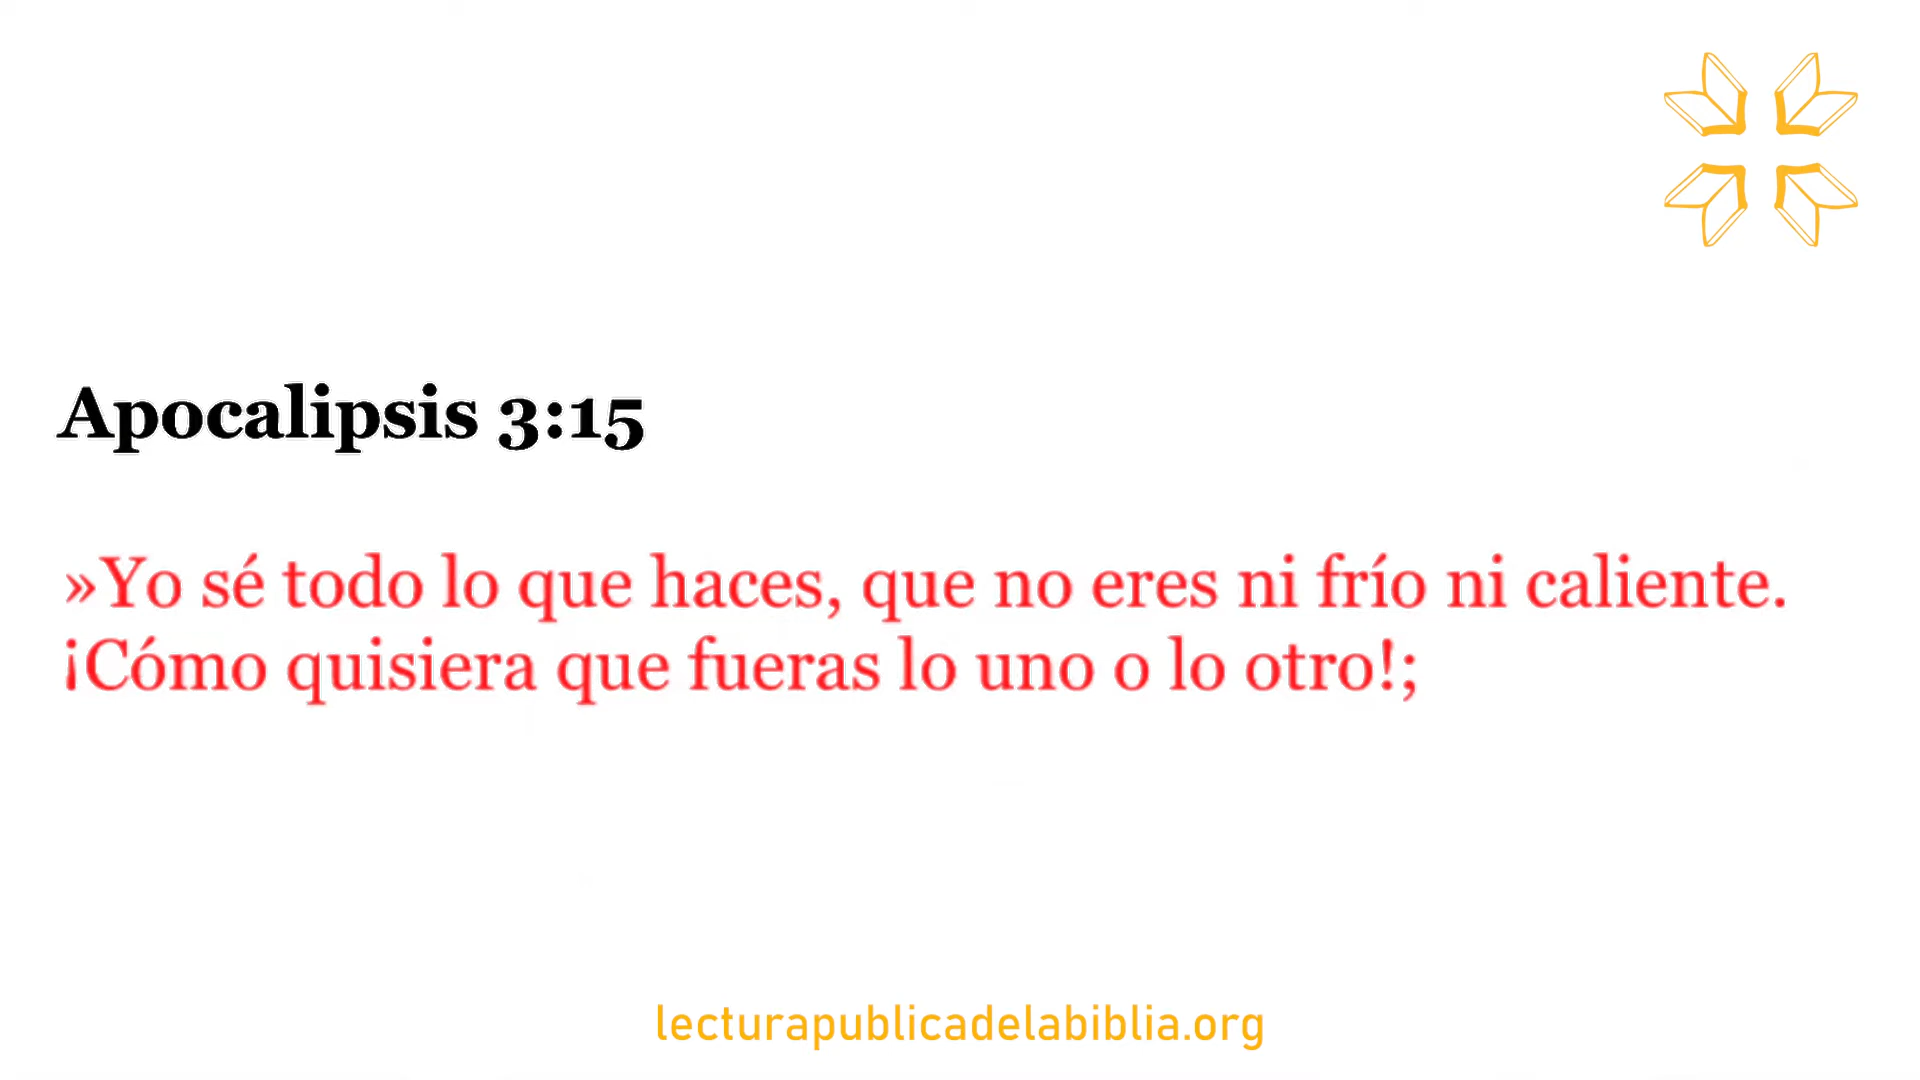 Apocalipsis 3:15
»Yo sé todo lo que haces, que no eres ni frío ni caliente.
¡Cómo quisiera que fueras lo uno o lo otro!;
lecturapublicadelabiblia.org